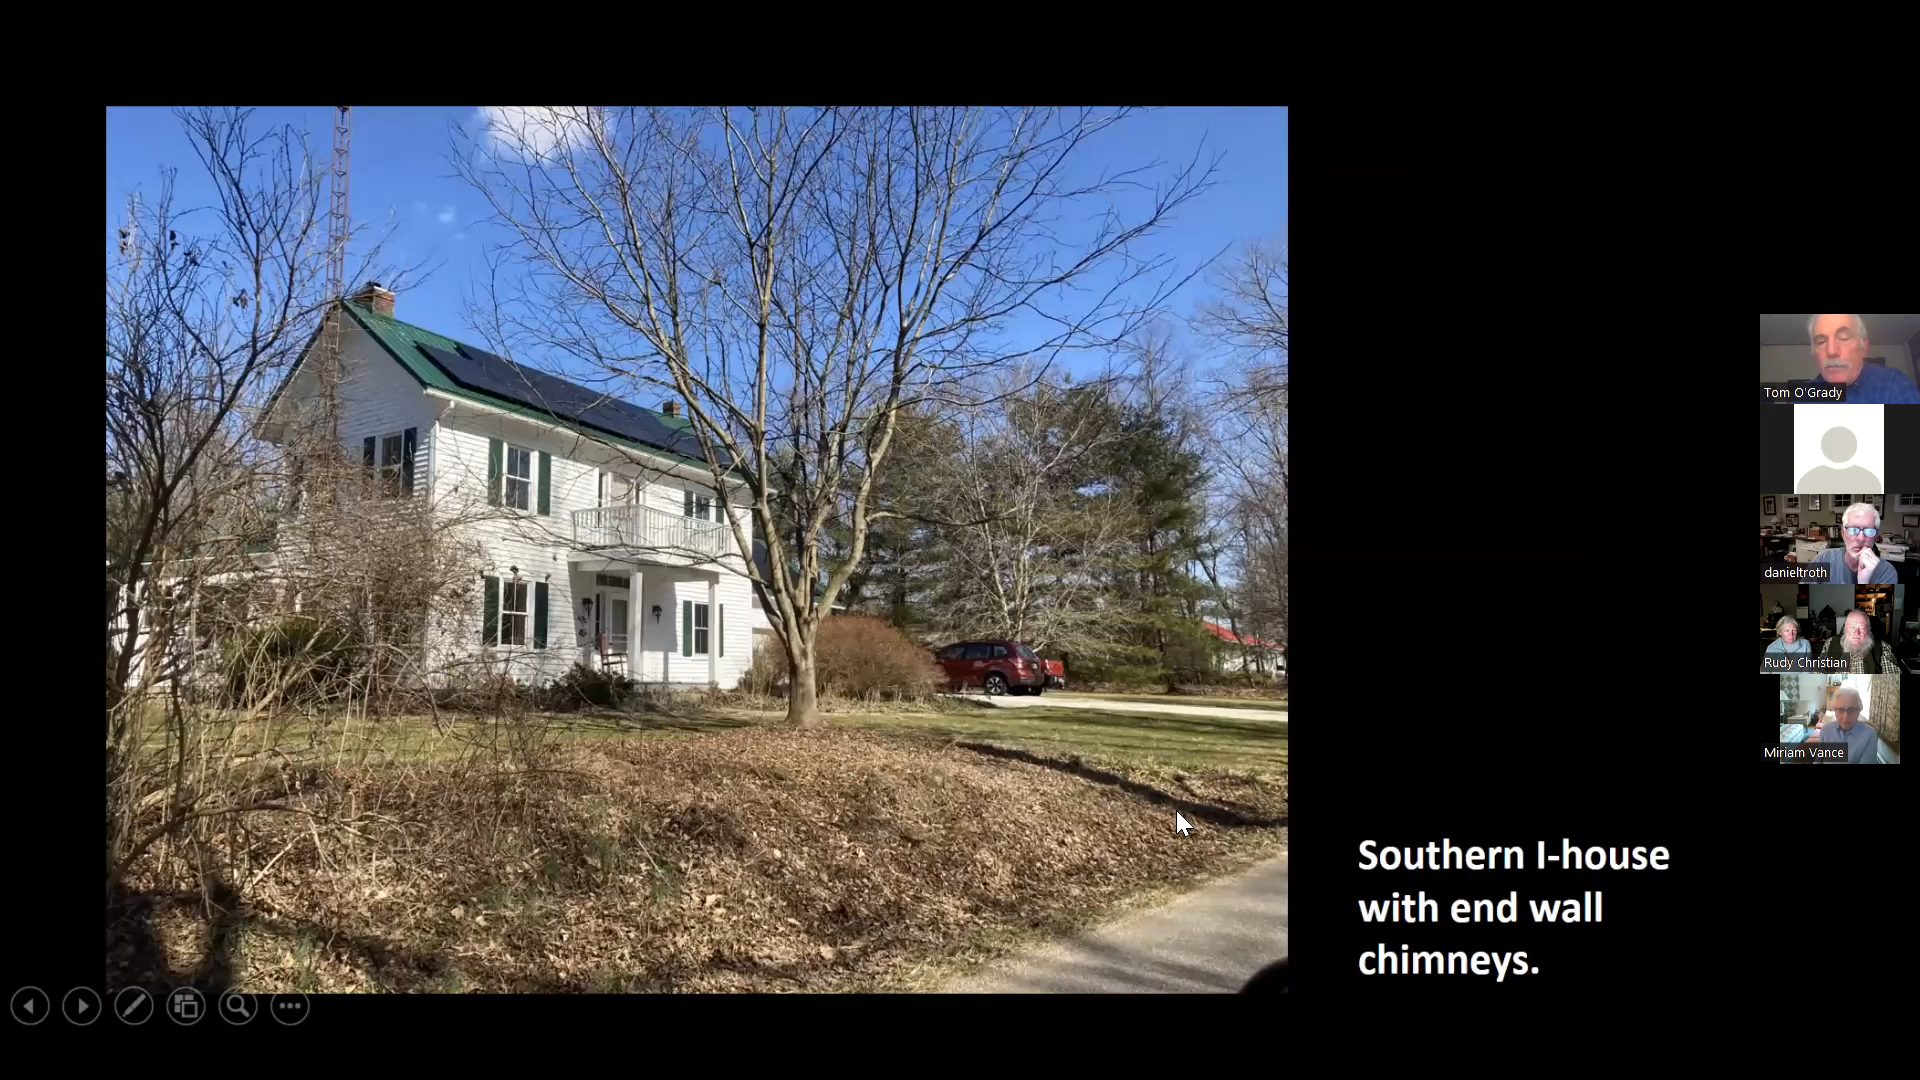 Southern I-house
with end wall
chimneys.
Tom O'Grady
danieltroth
Rudy Christian
Miriam Vance